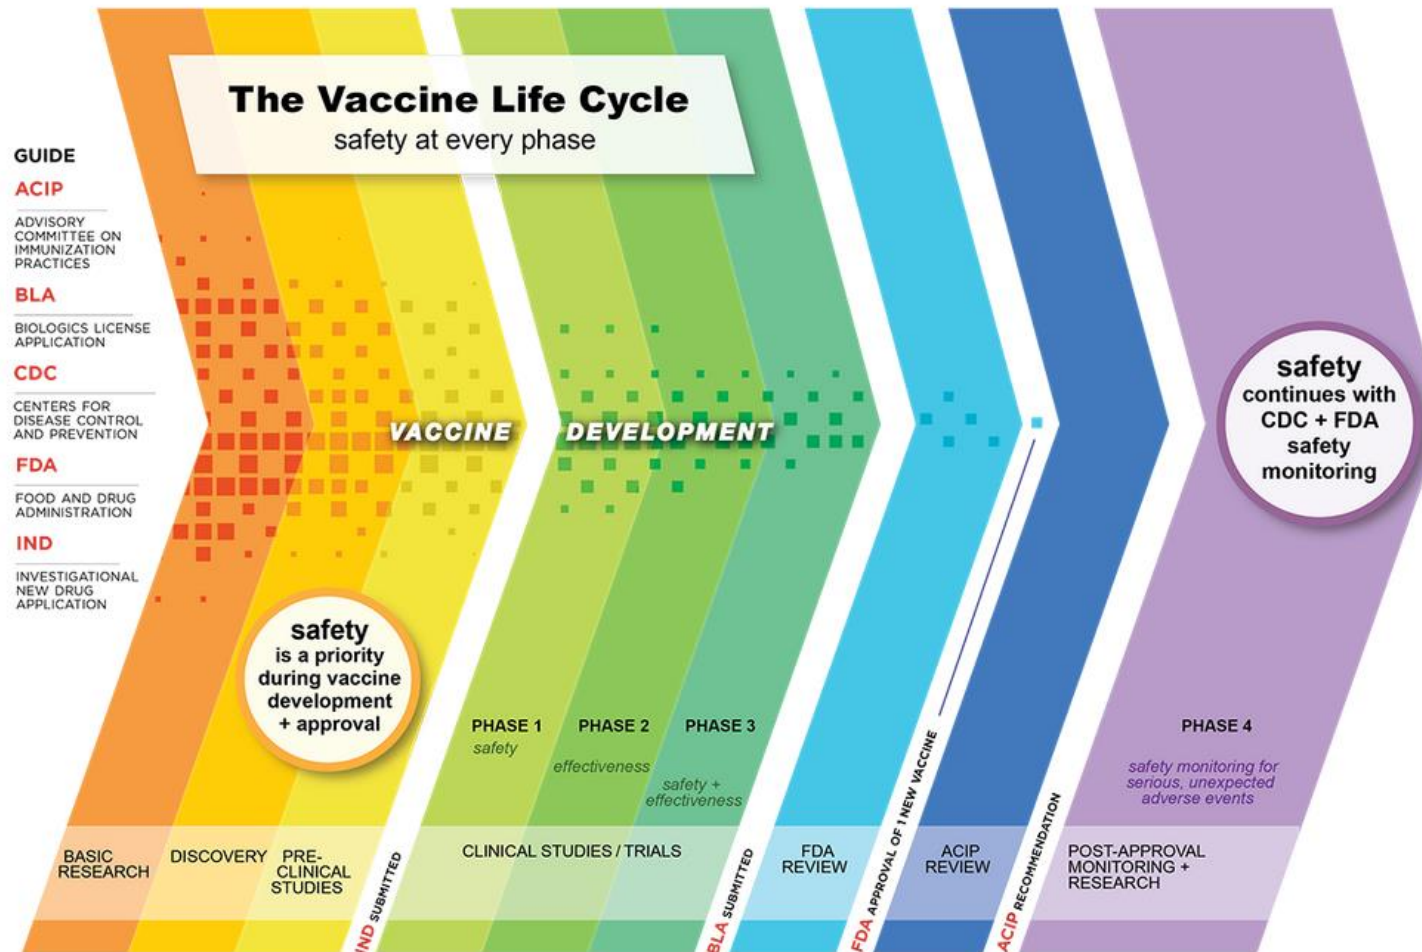 The Vaccine Life Cycle
safety at every phase
GUIDE
ACIP
ADVISORY
COMMITTEE ON
IMMUNIZATION
PRACTICES
BLA
BIOLOGICS LICENSE
APPLICATION
CDC
CENTERS FOR
DISEASE CONTROL
AND PREVENTION
FDA
FOOD AND DRUG
ADMINISTRATION
IND
INVESTIGATIONAL
NEW DRUG
APPLICATION
VACCINE DEVELOPMENT
safety
is a priority
during vaccine
development
+ approval
safety
continues with
CDC + FDA
safety
monitoring
PHASE 1
safety
PHASE 2
effectiveness
PHASE 3
safety +
effectiveness
PHASE 4
safety monitoring for
serious, unexpected
adverse events
BASIC
RESEARCH
DISCOVERY
PRE-
CLINICAL
STUDIES
IND SUBMITTED
CLINICAL STUDIES / TRIALS
BLA SUBMITTED
FDA
REVIEW
FDA APPROVAL OF 1 NEW VACCINE
ACIP
REVIEW
ACIP RECOMMENDATION
POST-APPROVAL
MONITORING +
RESEARCH